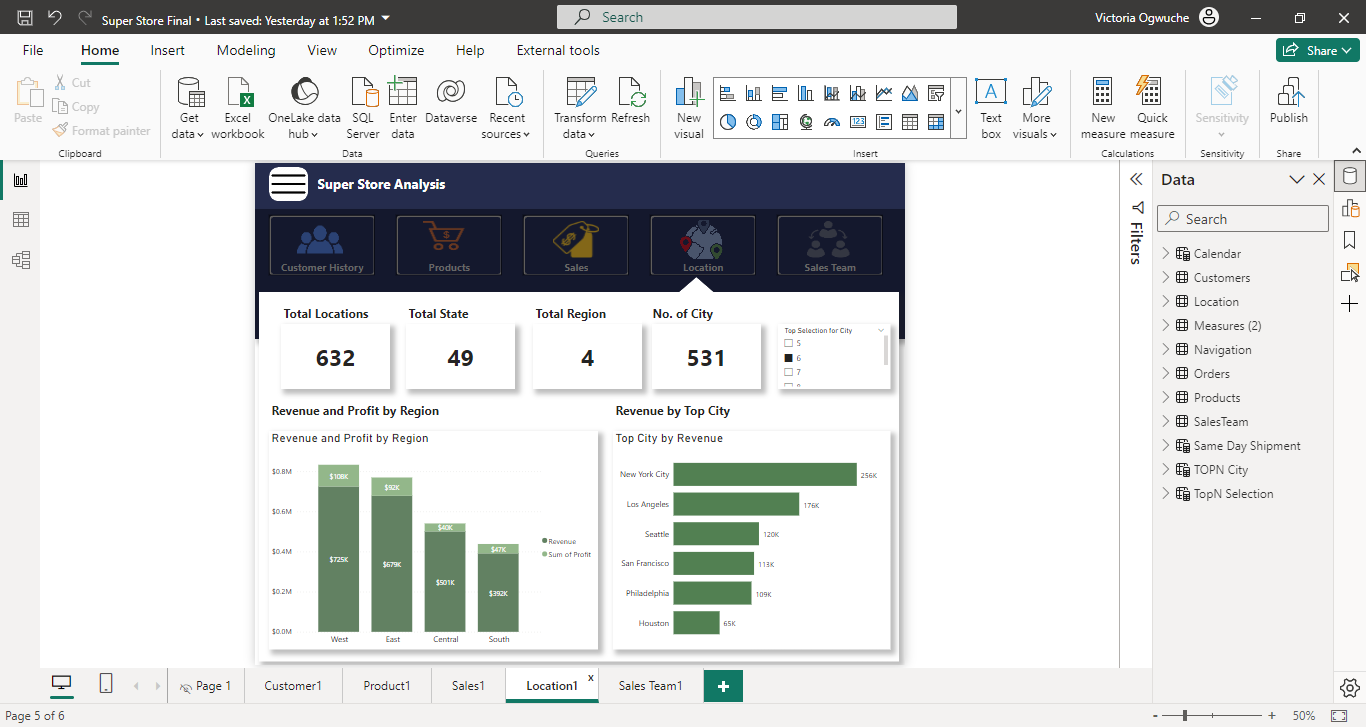 Super Store Final • Last saved: Yesterday at 1:52 PM
Search
Victoria Ogwuche
File Home Insert Modeling View Optimize Help External tools
Share
Paste
Cut
Copy
Format painter
Clipboard
Get data
Excel workbook
OneLake data hub
SQL Server
Enter data
Dataverse
Recent sources
Data
Transform data
Refresh
Queries
New visual
123
A
Text box
More visuals
Insert
New measure
Quick measure
Calculations
Sensitivity
Sensitivity
Publish
Share
Super Store Analysis
Customer History
Products
Sales
Location
Sales Team
Total Locations
632
Total State
49
Total Region
4
No. of City
531
Top Selection for City
5
6
7
Revenue and Profit by Region
Revenue and Profit by Region
$0.8M
$0.6M
$0.4M
$0.2M
$0.0M
$108K
$725K
$92K
$679K
$40K
$501K
$47K
$392K
West East Central South
Revenue
Sum of Profit
Revenue by Top City
Top City by Revenue
New York City 256K
Los Angeles 176K
Seattle 120K
San Francisco 113K
Philadelphia 109K
Houston 65K
Filters
Data
Search
Calendar
Customers
Location
Measures (2)
Navigation
Orders
Products
SalesTeam
Same Day Shipment
TOPN City
TopN Selection
Page 1 Customer1 Product1 Sales1 Location1 x Sales Team1 +
Page 5 of 6
- + 50%